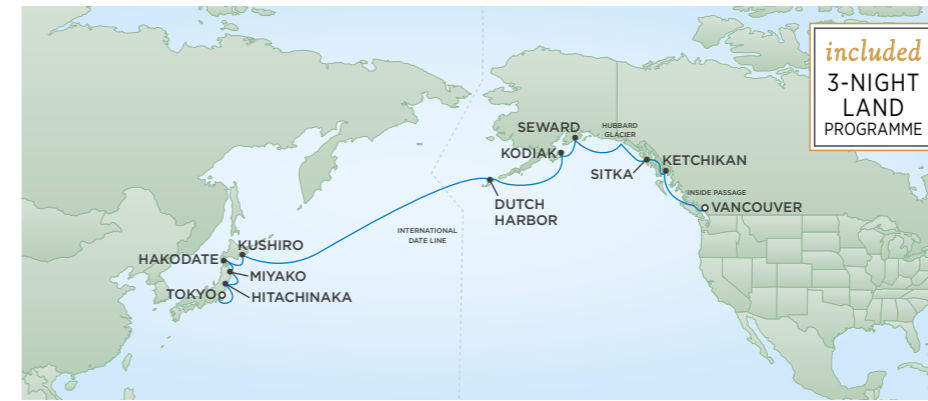 included
3-NIGHT
LAND
PROGRAMME
SEWARD
HUBBARD
GLACIER
KODIAK
SITKA
KETCHIKAN
INSIDE PASSAGE
VANCOUVER
DUTCH
HARBOR
INTERNATIONAL
DATE LINE
KUSHIRO
HAKODATE
MIYAKO
TOKYO
HITACHINAKA